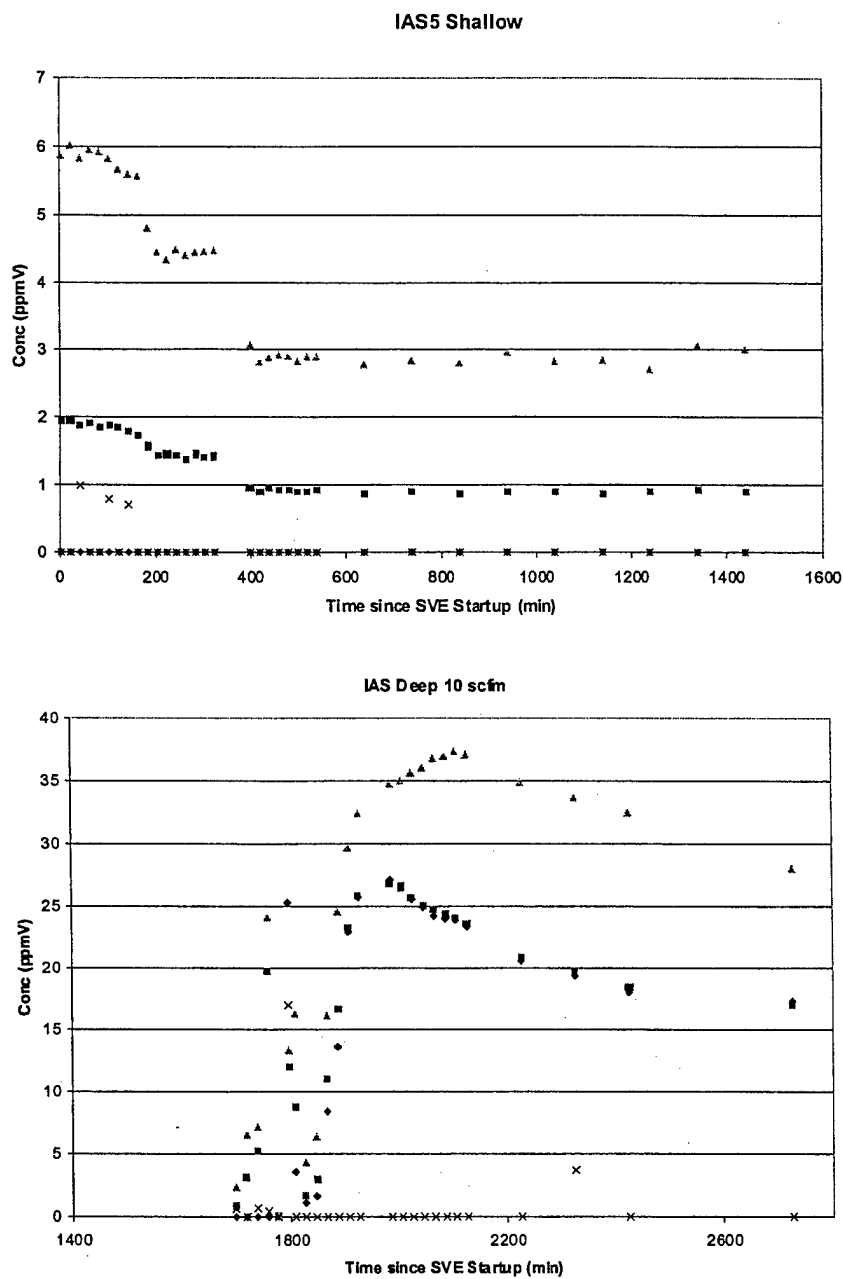 IAS5 Shallow
7
6
5
4
3
2
1
0
Conc (ppmV)
0 200 400 600 800 1000 1200 1400 1600
Time since SVE Startup (min)
IAS Deep 10 scfm
40
35
30
25
20
15
10
5
0
Conc (ppmV)
1400 1800 2200 2600
Time since SVE Startup (min)